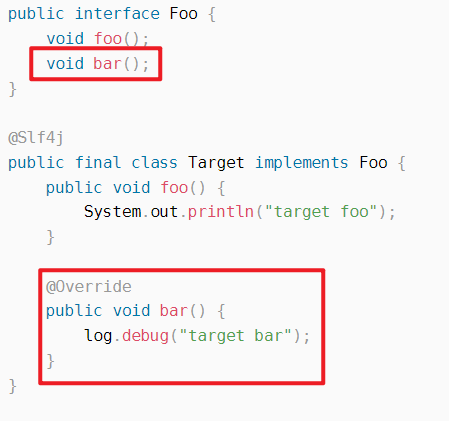 public interface Foo {
    void foo();
    void bar();
}

@Slf4j
public final class Target implements Foo {
    public void foo() {
        System.out.println("target foo");
    }

    @Override
    public void bar() {
        log.debug("target bar");
    }
}